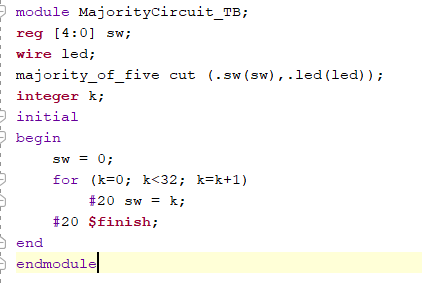 module MajorityCircuit_TB;
reg [4:0] sw;
wire led;
majority_of_five cut (.sw(sw),.led(led));
integer k;
initial
begin
    sw = 0;
    for (k=0; k<32; k=k+1)
        #20 sw = k;
    #20 $finish;
end
endmodule